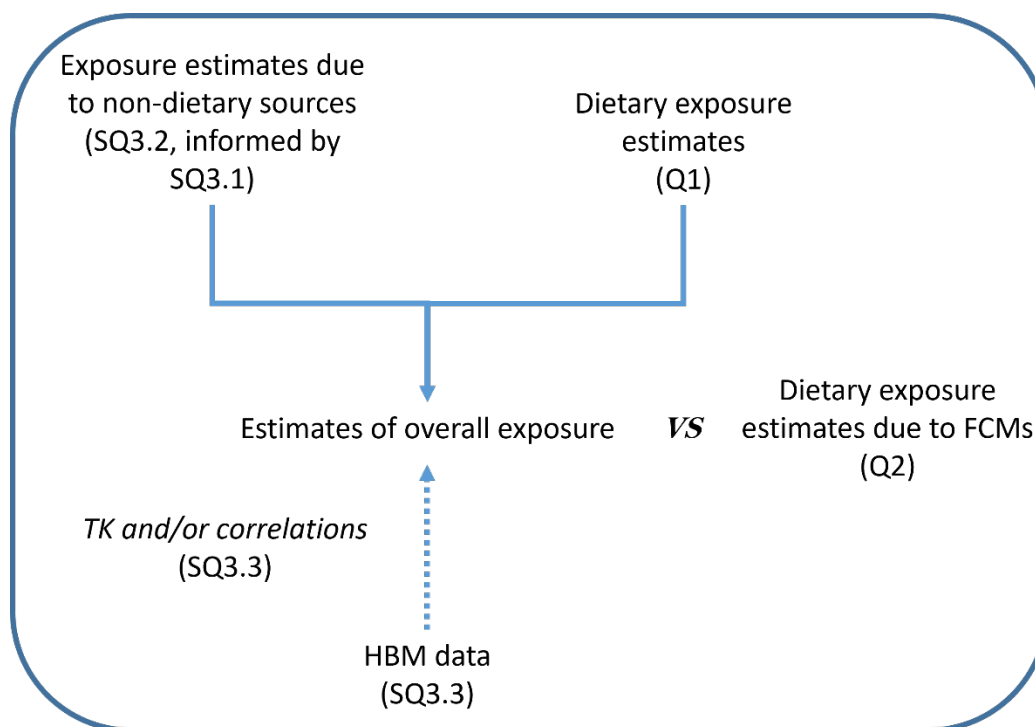 Exposure estimates due
to non-dietary sources
(SQ3.2, informed by
SQ3.1)
Dietary exposure
estimates
(Q1)
Estimates of overall exposure
VS
Dietary exposure
estimates due to FCMs
(Q2)
TK and/or correlations
(SQ3.3)
HBM data
(SQ3.3)